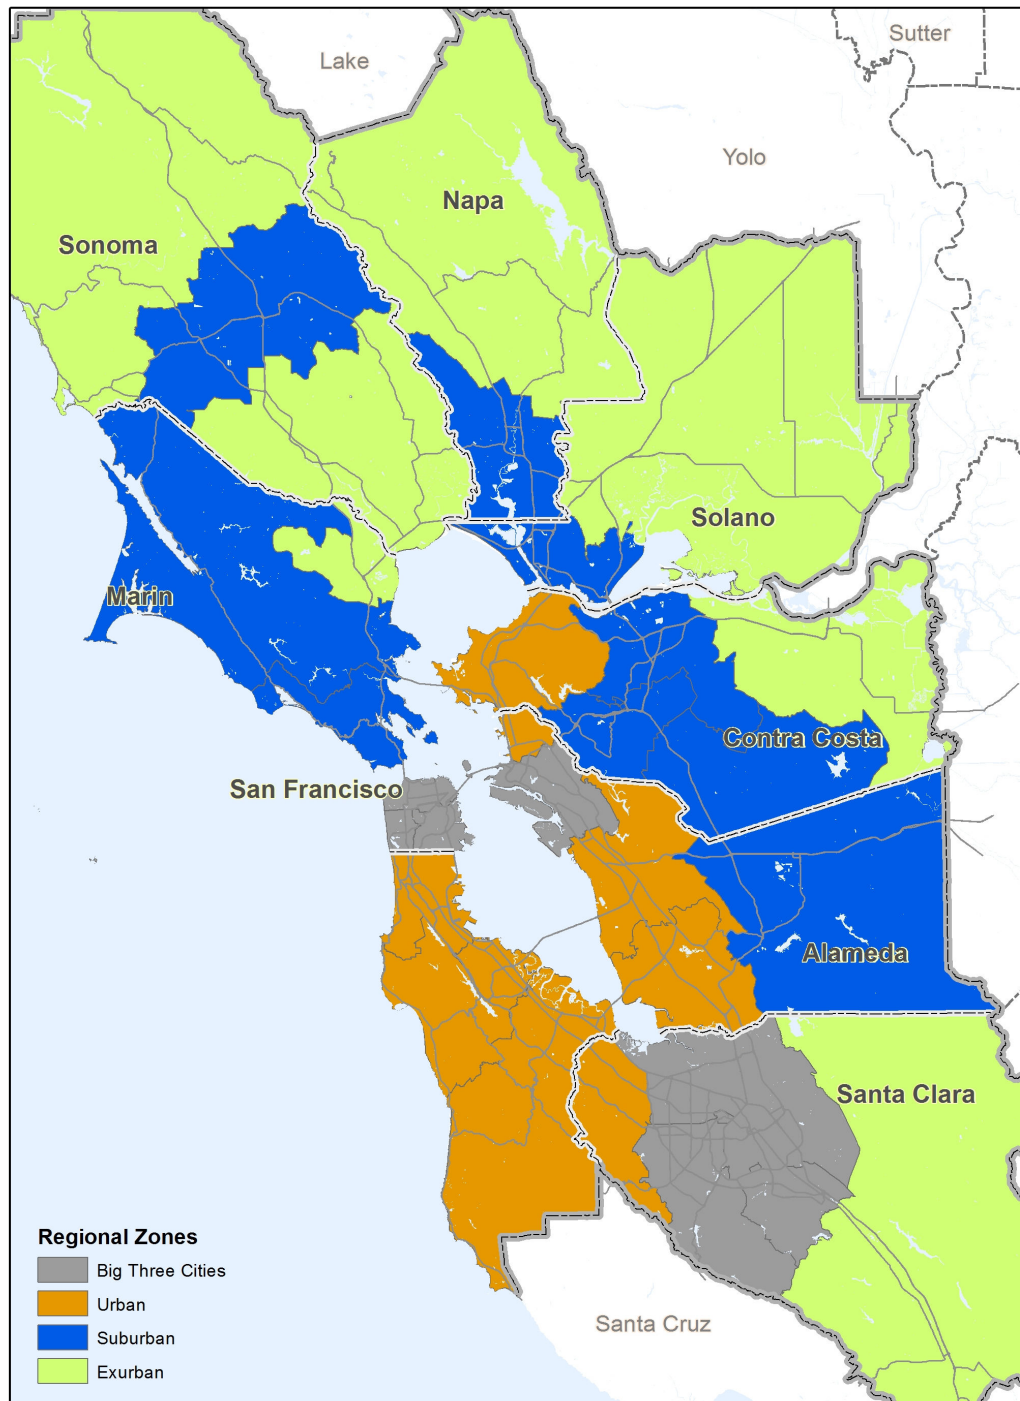 Sutter
Lake
Yolo
Napa
Sonoma
Solano
Marin
Contra Costa
San Francisco
Alameda
Santa Clara
Regional Zones
Big Three Cities
Urban
Suburban
Exurban
Santa Cruz